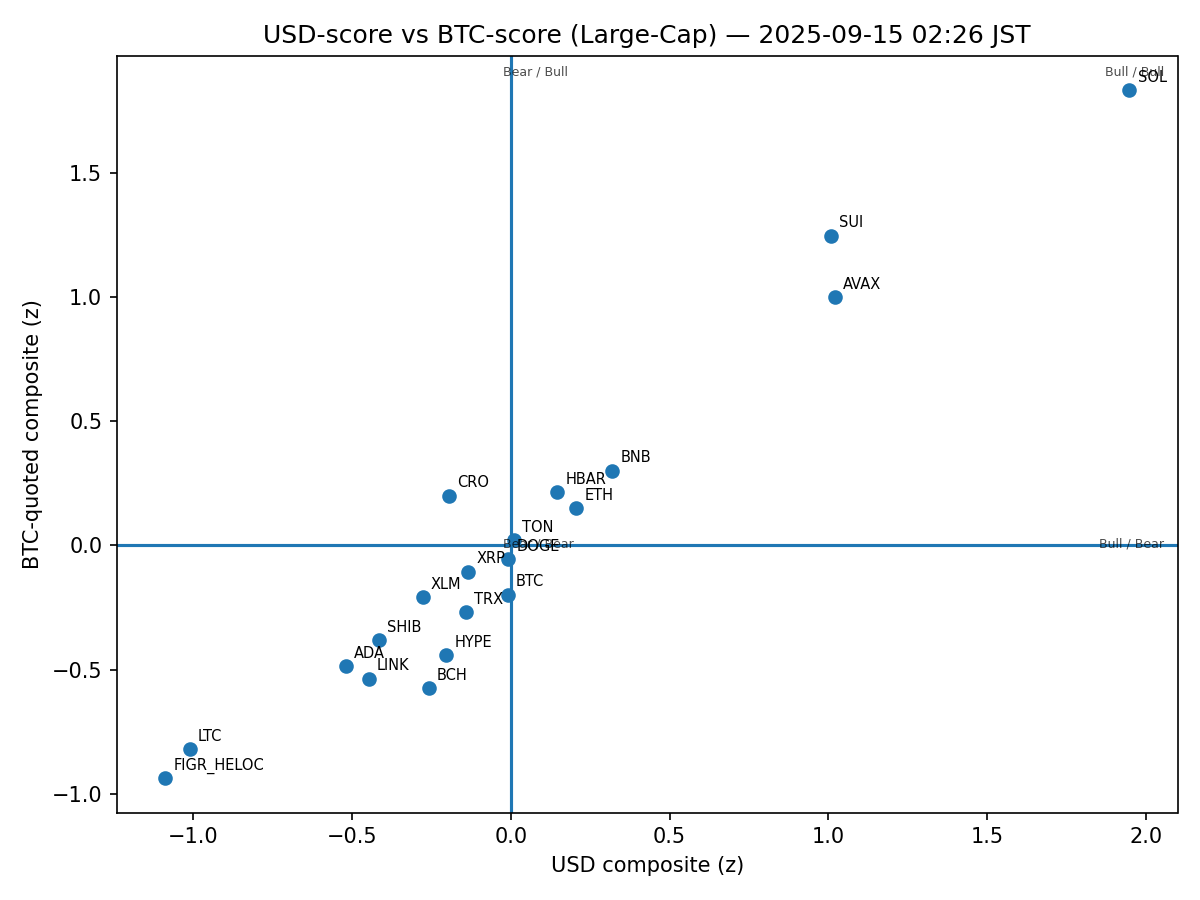 USD-score vs BTC-score (Large-Cap) — 2025-09-15 02:26 JST
Bear / Bull
Bull / Bull
SOL
1.5
SUI
1.0
AVAX
BNB
0.5
CRO
HBAR
ETH
TON
0.0
Bear / Bear
DOGE
Bull / Bear
XRP
BTC
XLM
TRX
SHIB
HYPE
ADA
LINK
−0.5
BCH
LTC
FIGR_HELOC
−1.0
BTC-quoted composite (z)
−1.0
−0.5
0.0
0.5
1.0
1.5
2.0
USD composite (z)